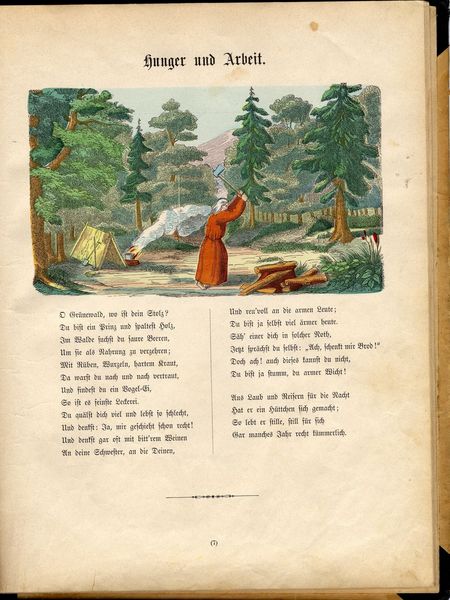 Hunger und Arbeit.
O Grünewald, wo ist dein Stolz?
Du bist ein Prinz und spaltest Holz,
Im Walde suchst du saure Beeren,
Um sie als Nahrung zu verzehren;
Mit Rüben, Wurzeln, hartem Kraut,
Da warst du nach und nach vertraut,
Und findest du ein Vogel-Ei,
So ist es feinste Leckerei.
Du quälst dich viel und lebst so schlecht,
Und denkst: Ja, mir geschieht schon recht!
Und denkst gar oft mit bitt'rem Weinen
An deine Schwester, an die Deinen,
Und reu'voll an die armen Leute;
Du bist ja selbst viel ärmer heute.
Säh' einer dich in solcher Noth,
Jetzt sprächst du selbst: „Ach, schenkt mir Brod!"
Doch ach! auch dieses kannst du nicht,
Du bist ja stumm, du armer Wicht!
Aus Laub und Reisern für die Nacht
Hat er ein Hüttchen sich gemacht;
So lebt er stille, still für sich
Gar manches Jahr recht kümmerlich.
(7)